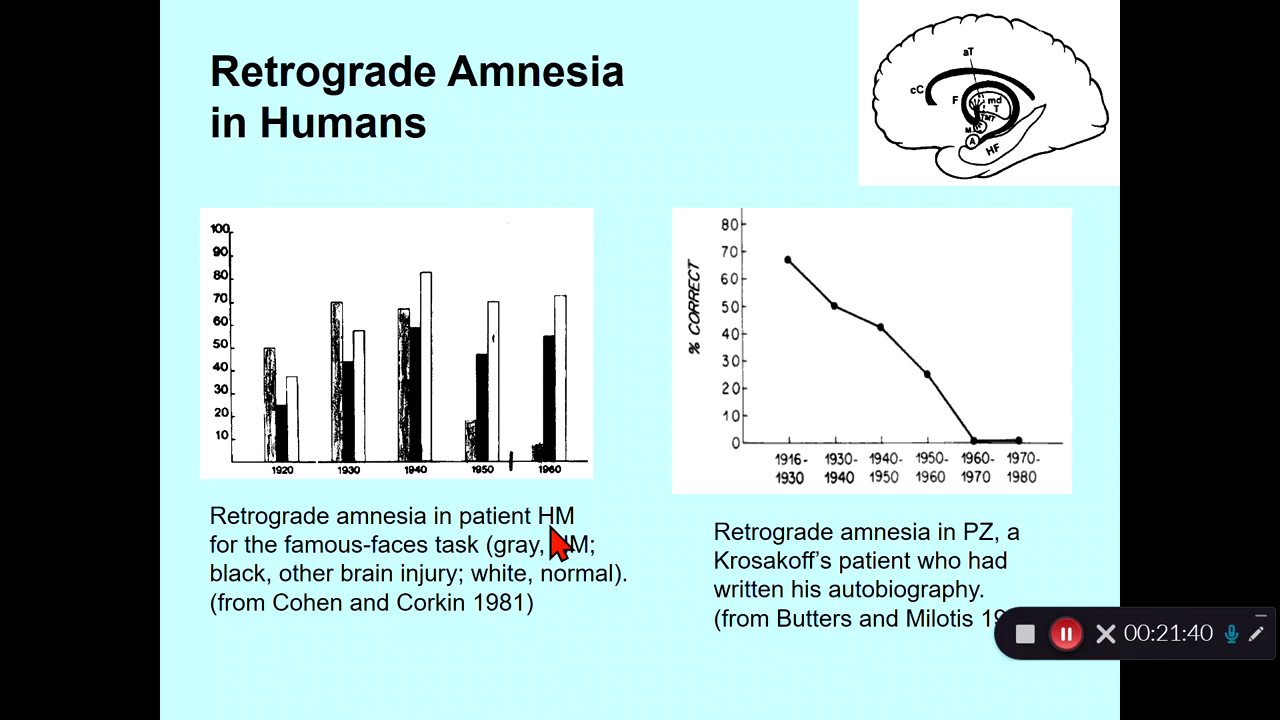 Retrograde Amnesia
in Humans
aT
cC
F
md
T
TMT
M
A
HF
100
90
80
70
60
50
40
30
20
10
1920
1930
1940
1950
1960
% CORRECT
80
70
60
50
40
30
20
10
0
1916-
1930- 1940- 1950- 1960- 1970-
1930 1940 1950 1960 1970 1980
Retrograde amnesia in patient HM
for the famous-faces task (gray,
black, other brain injury; white, normal).
(from Cohen and Corkin 1981)
Retrograde amnesia in PZ, a
Krosakoff’s patient who had
written his autobiography.
(from Butters and Milotis
00:21:40